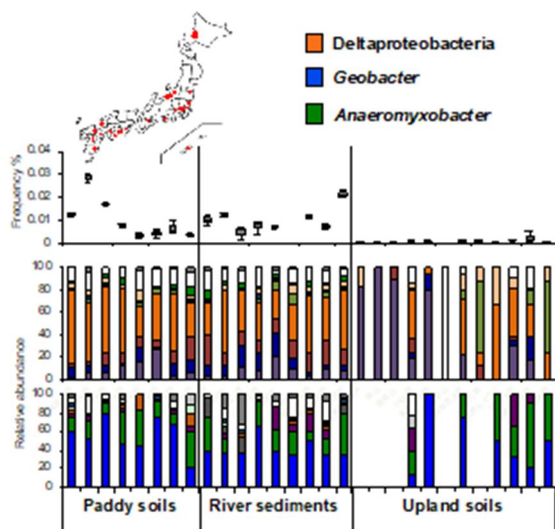 Deltaproteobacteria
Geobacter
Anaeromyxobacter
Frequency %
0.04
0.03
0.02
0.01
0
Relative abundance
100
80
60
40
20
0
100
80
60
40
20
0
Paddy soils
River sediments
Upland soils